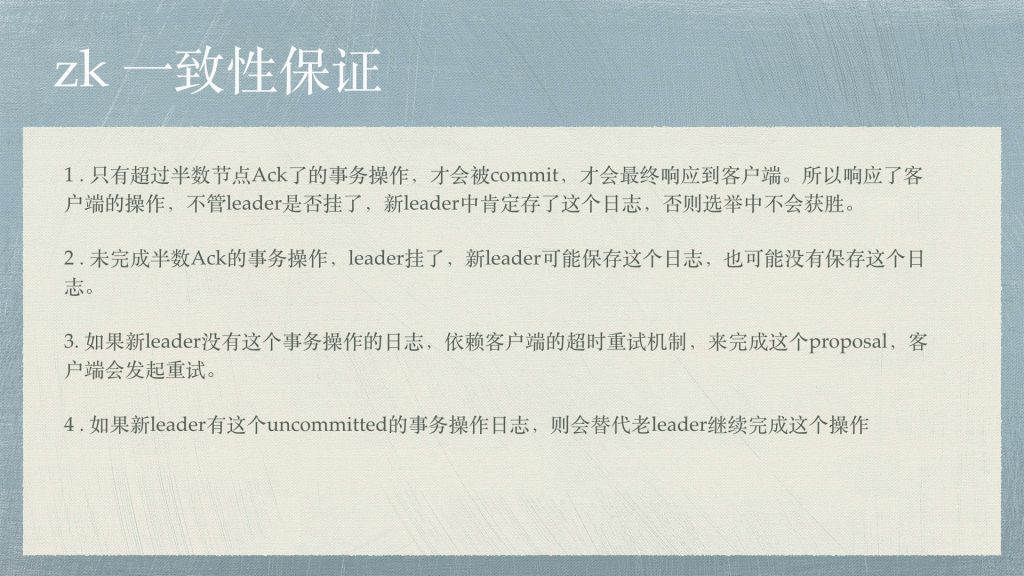 zk 一致性保证
1 . 只有超过半数节点Ack了的事务操作，才会被commit，才会最终响应到客户端。所以响应了客
户端的操作，不管leader是否挂了，新leader中肯定存了这个日志，否则选举中不会获胜。
2 . 未完成半数Ack的事务操作，leader挂了，新leader可能保存这个日志，也可能没有保存这个日
志。
3. 如果新leader没有这个事务操作的日志，依赖客户端的超时重试机制，来完成这个proposal，客
户端会发起重试。
4 . 如果新leader有这个uncommitted的事务操作日志，则会替代老leader继续完成这个操作